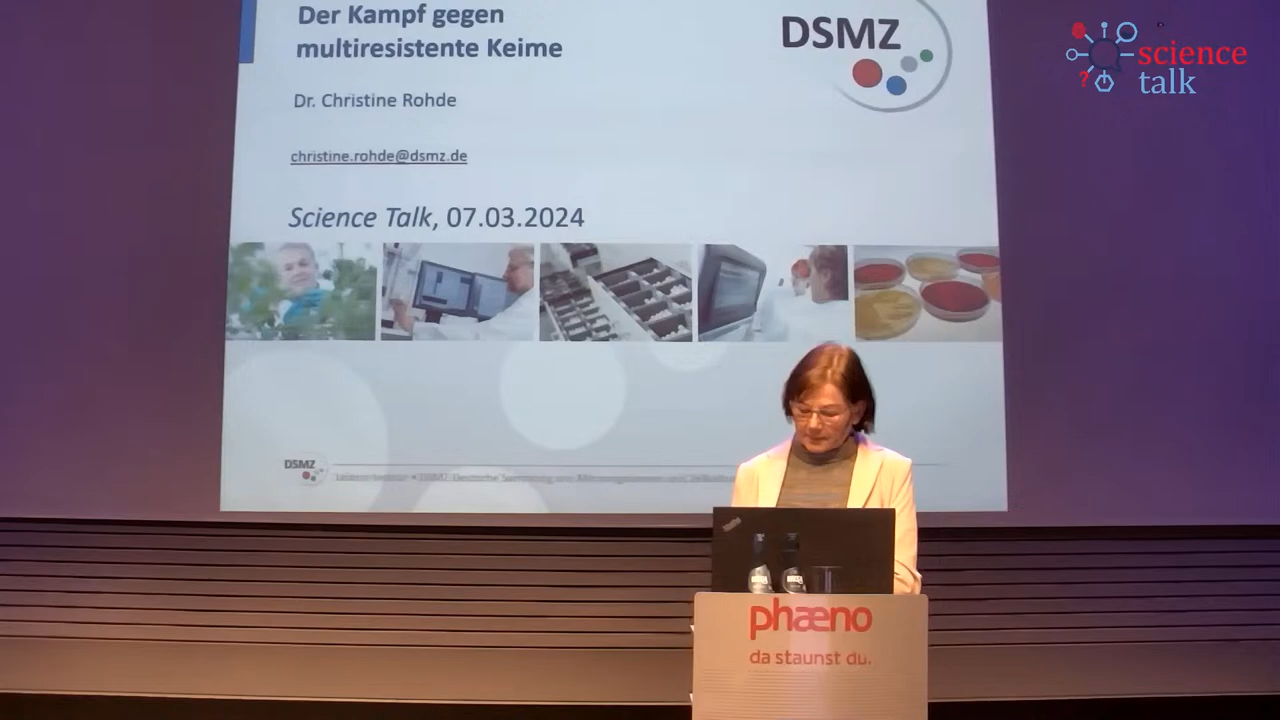 Der Kampf gegen
multiresistente Keime
DSMZ
Dr. Christine Rohde
christine.rohde@dsmz.de
Science Talk, 07.03.2024
DSMZ
science
talk
phæno
da staunst du.